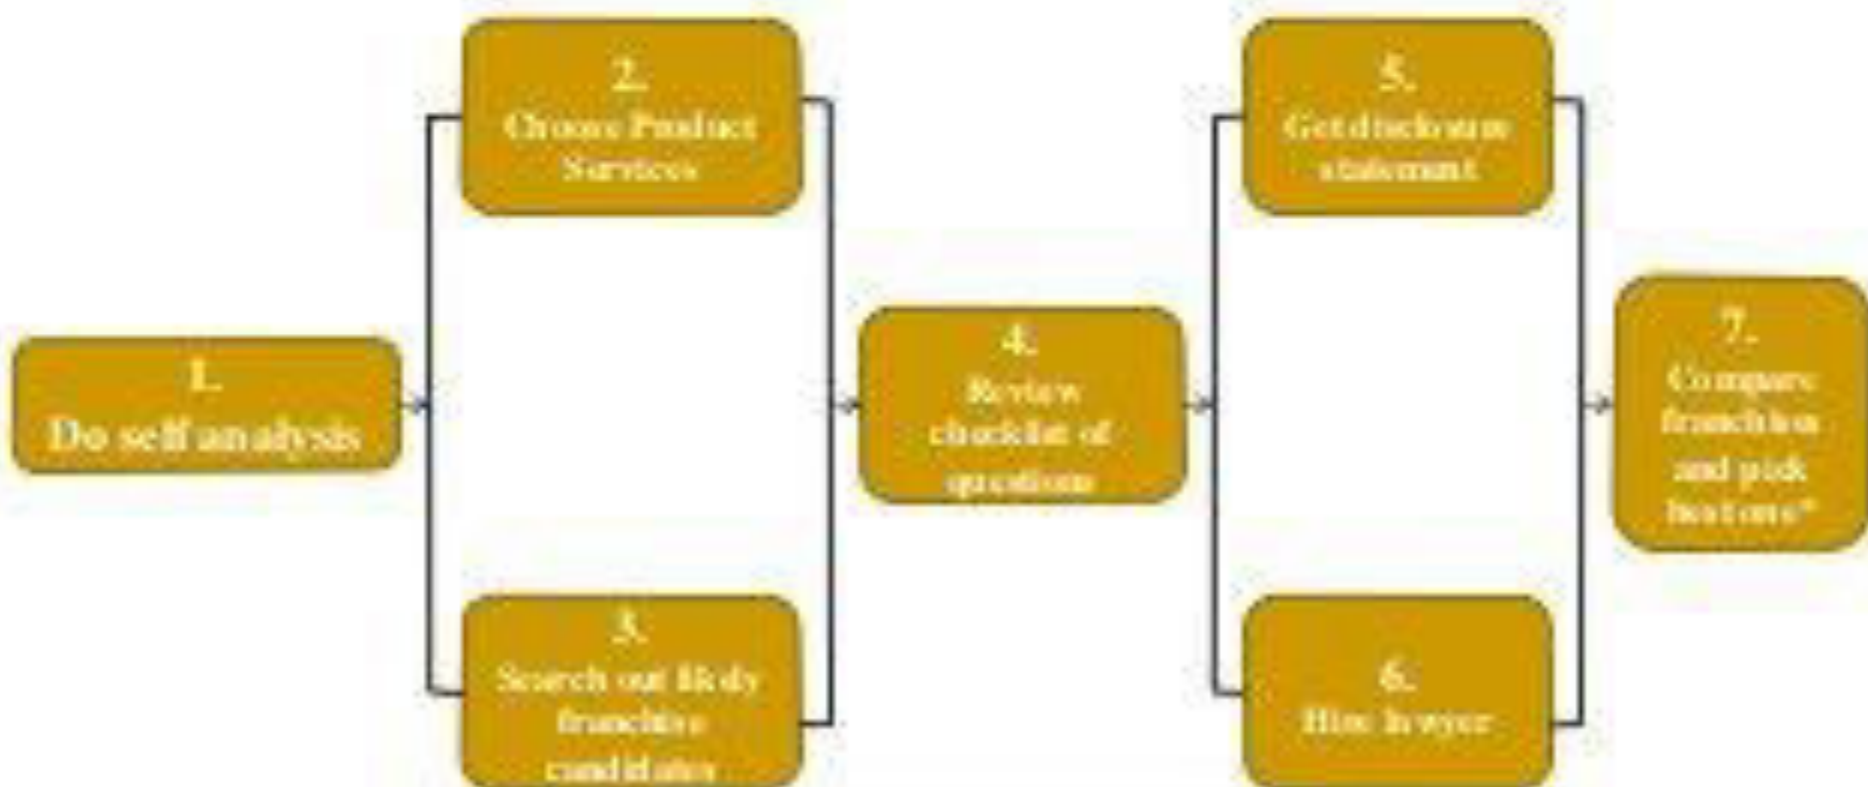 1.
Do self analysis
2.
Choose Product
Services
3.
Search out likely
franchise
candidates
4.
Review
checklist of
questions
5.
Get disclosure
statement
6.
Hire lawyer
7.
Compare
franchises
and pick
best one*